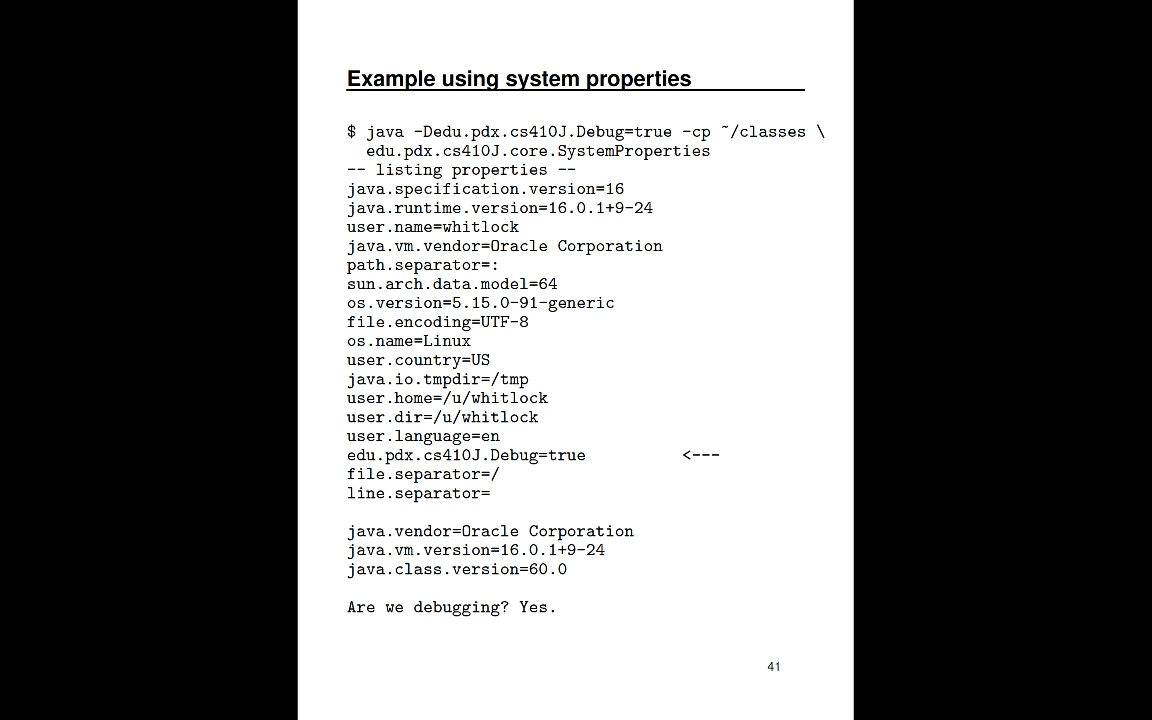 Example using system properties
$ java -Dedu.pdx.cs410J.Debug=true -cp ~/classes \
edu.pdx.cs410J.core.SystemProperties
-- listing properties --
java.specification.version=16
java.runtime.version=16.0.1+9-24
user.name=whitlock
java.vm.vendor=Oracle Corporation
path.separator=:
sun.arch.data.model=64
os.version=5.15.0-91-generic
file.encoding=UTF-8
os.name=Linux
user.country=US
java.io.tmpdir=/tmp
user.home=/u/whitlock
user.dir=/u/whitlock
user.language=en
edu.pdx.cs410J.Debug=true <---
file.separator=/
line.separator=
java.vendor=Oracle Corporation
java.vm.version=16.0.1+9-24
java.class.version=60.0
Are we debugging? Yes.
41